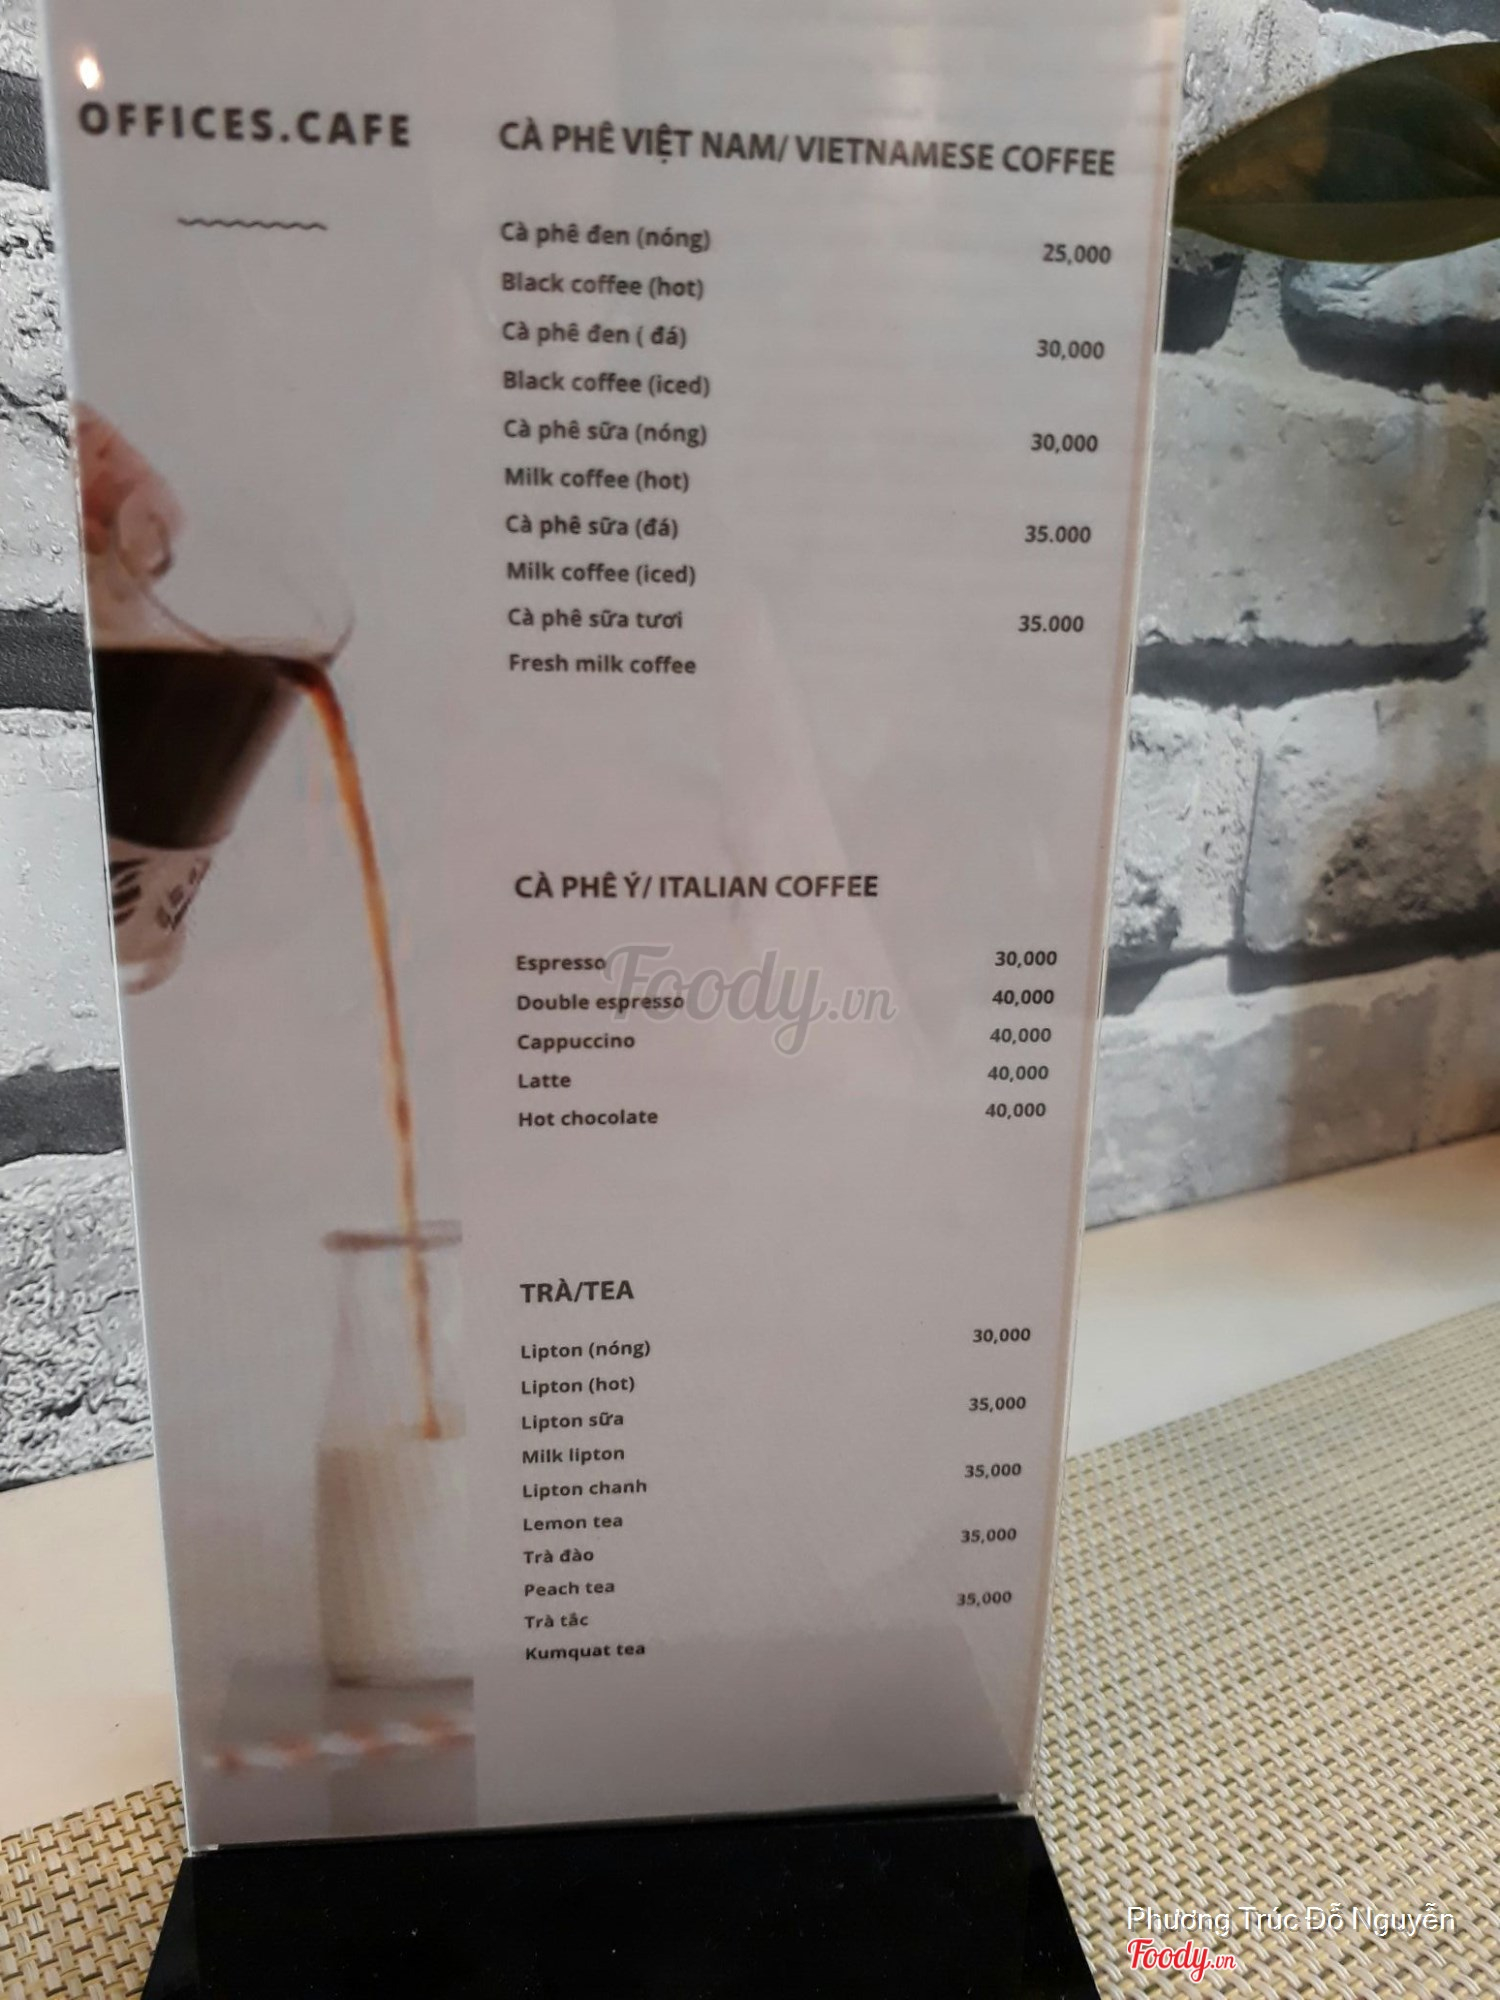 OFFICES.CAFE
CÀ PHÊ VIỆT NAM/ VIETNAMESE COFFEE
Cà phê đen (nóng) 25,000
Black coffee (hot)
Cà phê đen ( đá) 30,000
Black coffee (iced)
Cà phê sữa (nóng) 30,000
Milk coffee (hot)
Cà phê sữa (đá) 35.000
Milk coffee (iced)
Cà phê sữa tươi 35.000
Fresh milk coffee
CÀ PHÊ Ý/ ITALIAN COFFEE
Espresso 30,000
Double espresso 40,000
Cappuccino 40,000
Latte 40,000
Hot chocolate 40,000
Foody.vn
TRÀ/TEA
Lipton (nóng) 30,000
Lipton (hot)
Lipton sữa 35,000
Milk lipton
Lipton chanh 35,000
Lemon tea
Trà đào 35,000
Peach tea
Trà tắc 35,000
Kumquat tea
Phương Trúc Đỗ Nguyễn
Foody.vn